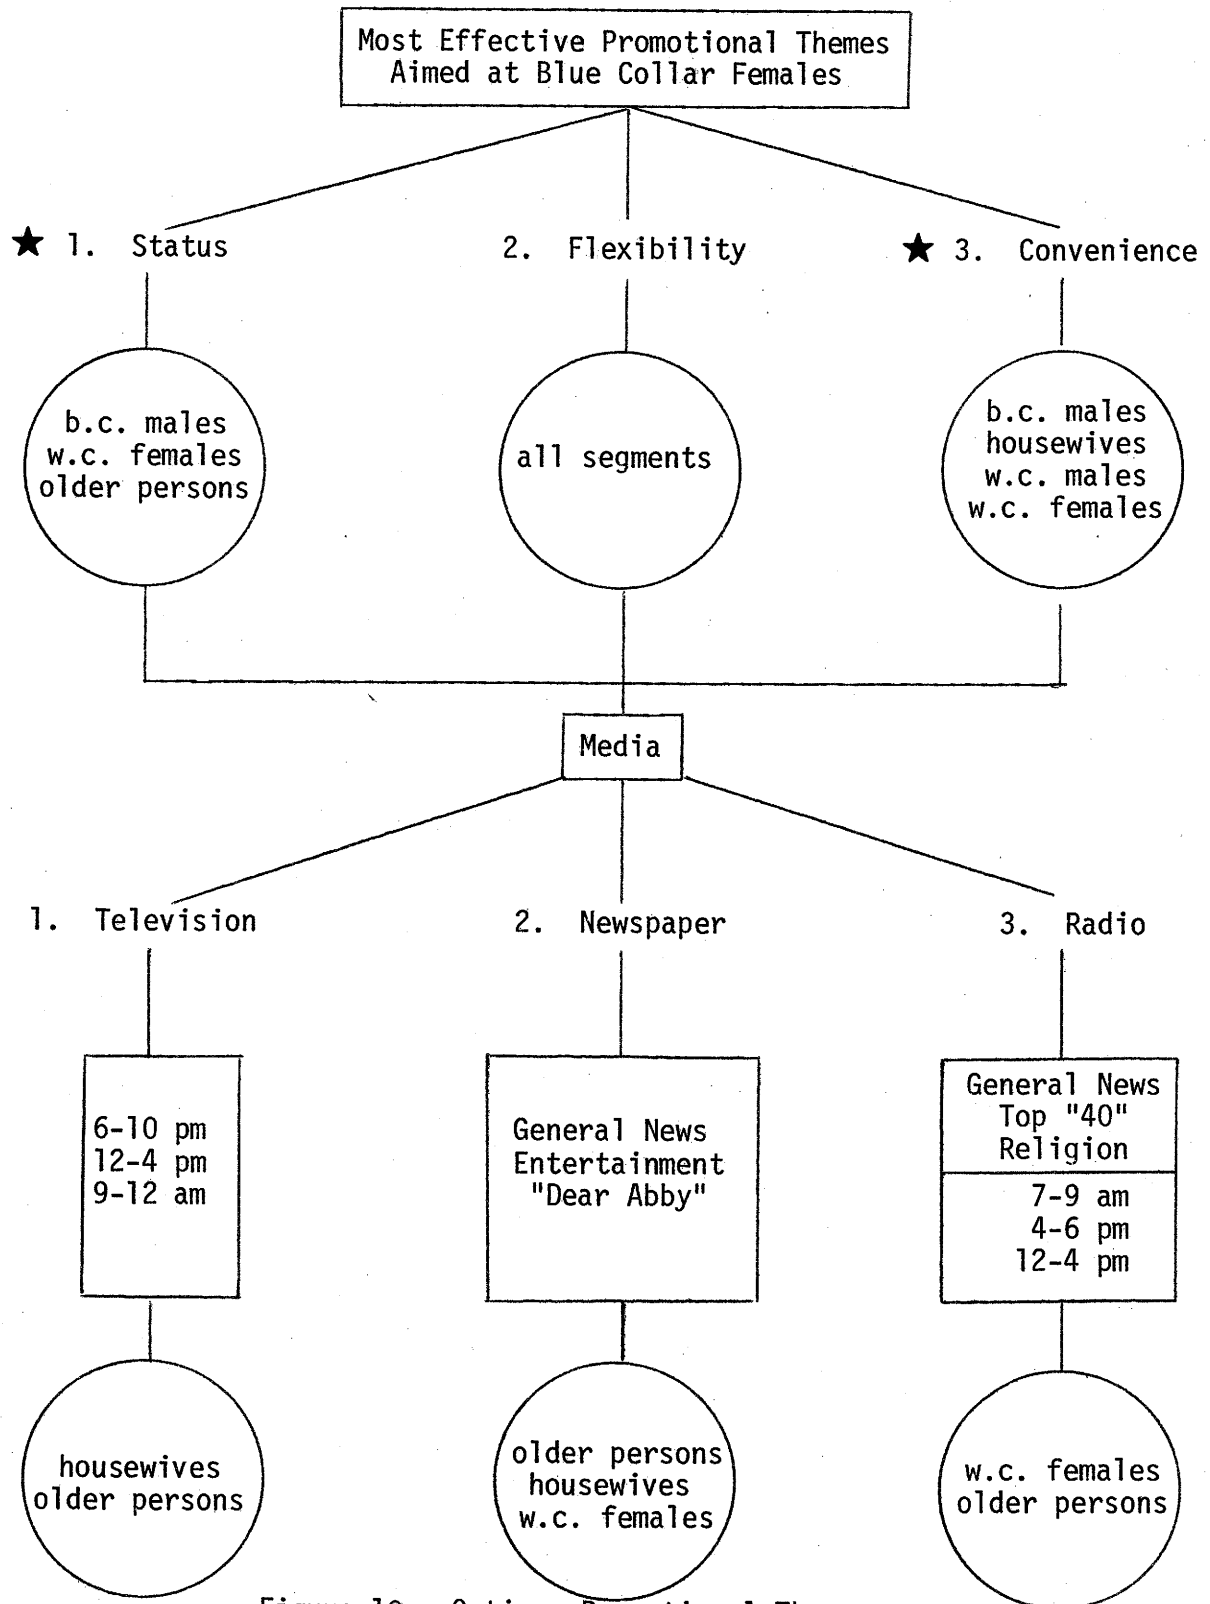 Most Effective Promotional Themes
Aimed at Blue Collar Females
★ 1. Status
2. Flexibility
★ 3. Convenience
b.c. males
w.c. females
older persons
all segments
b.c. males
housewives
w.c. males
w.c. females
Media
1. Television
2. Newspaper
3. Radio
6-10 pm
12-4 pm
9-12 am
General News
Entertainment
"Dear Abby"
General News
Top "40"
Religion
7-9 am
4-6 pm
12-4 pm
housewives
older persons
older persons
housewives
w.c. females
w.c. females
older persons